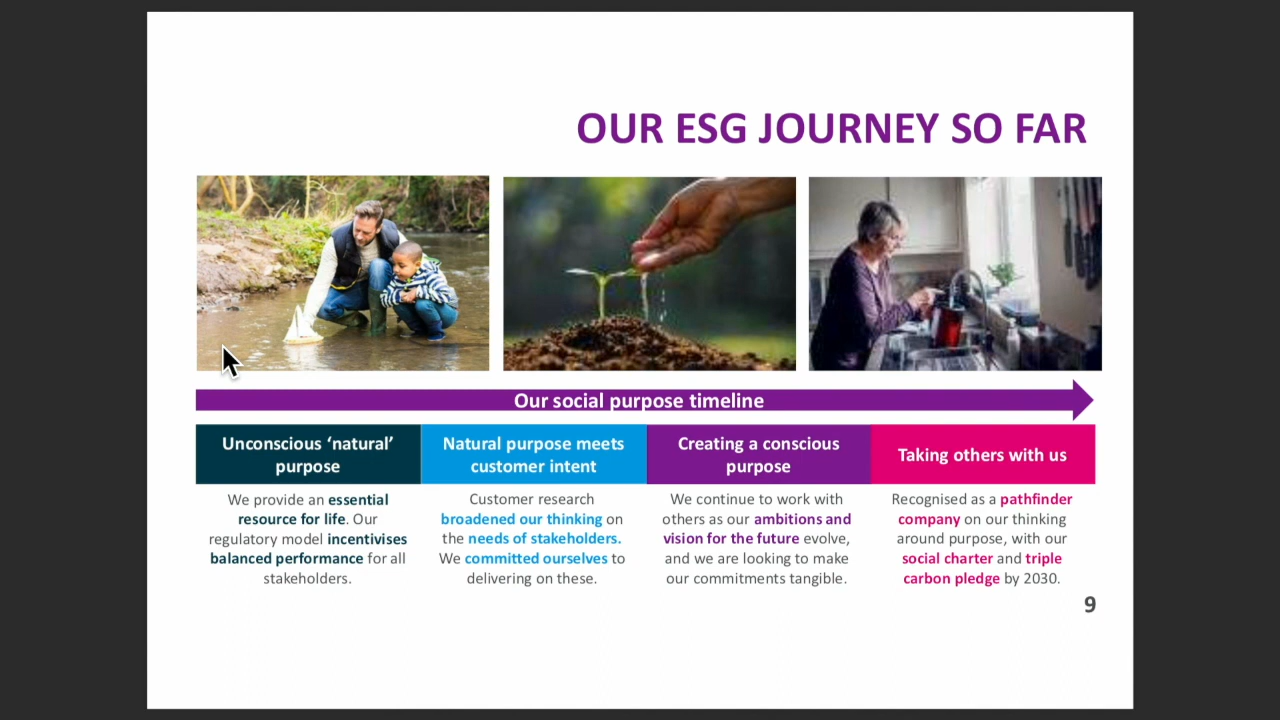 OUR ESG JOURNEY SO FAR
Our social purpose timeline
Unconscious ‘natural’
purpose
We provide an essential
resource for life. Our
regulatory model incentivises
balanced performance for all
stakeholders.
Natural purpose meets
customer intent
Customer research
broadened our thinking on
the needs of stakeholders.
We committed ourselves to
delivering on these.
Creating a conscious
purpose
We continue to work with
others as our ambitions and
vision for the future evolve,
and we are looking to make
our commitments tangible.
Taking others with us
Recognised as a pathfinder
company on our thinking
around purpose, with our
social charter and triple
carbon pledge by 2030.
9